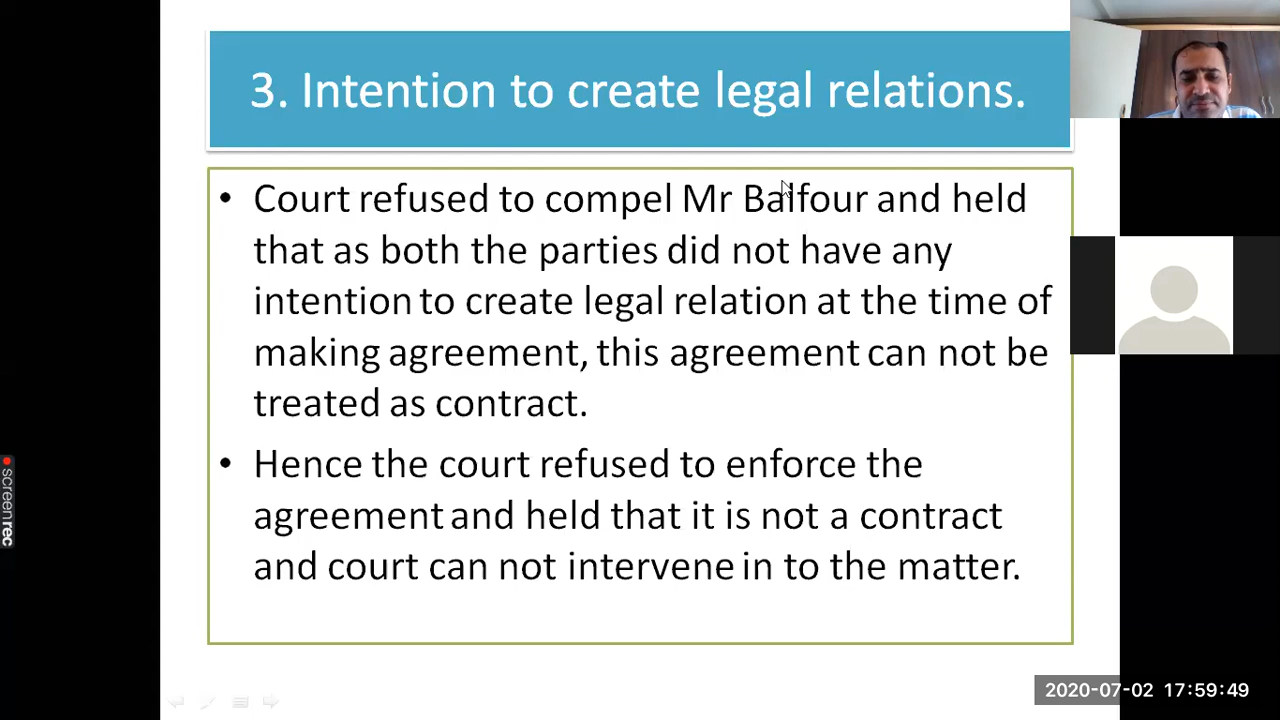 3. Intention to create legal relations.
• Court refused to compel Mr Balfour and held
that as both the parties did not have any
intention to create legal relation at the time of
making agreement, this agreement can not be
treated as contract.
• Hence the court refused to enforce the
agreement and held that it is not a contract
and court can not intervene in to the matter.
screenrec
2020-07-02 17:59:49